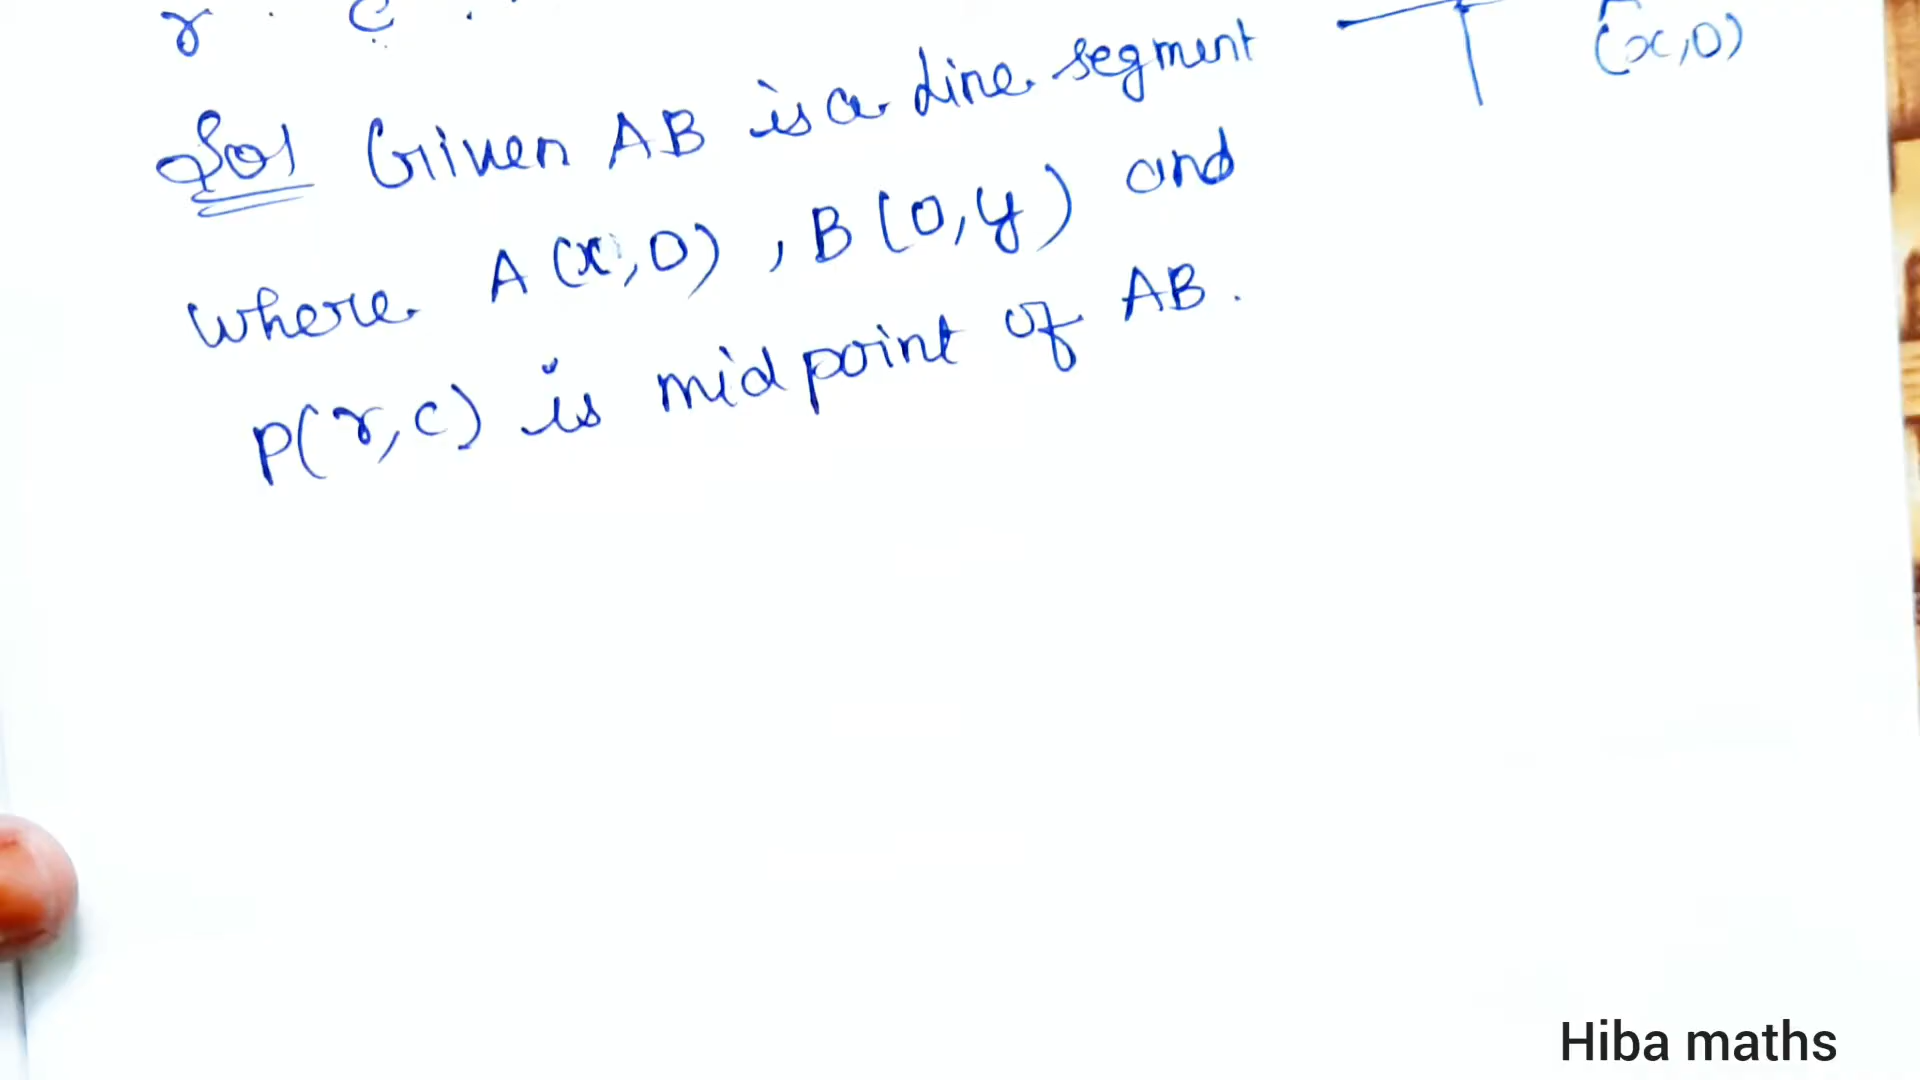 r . c .
(x,0)
Sol Given AB is a line segment
where A (x,0) , B (0,y) and
P(r,c) is midpoint of AB .
Hiba maths